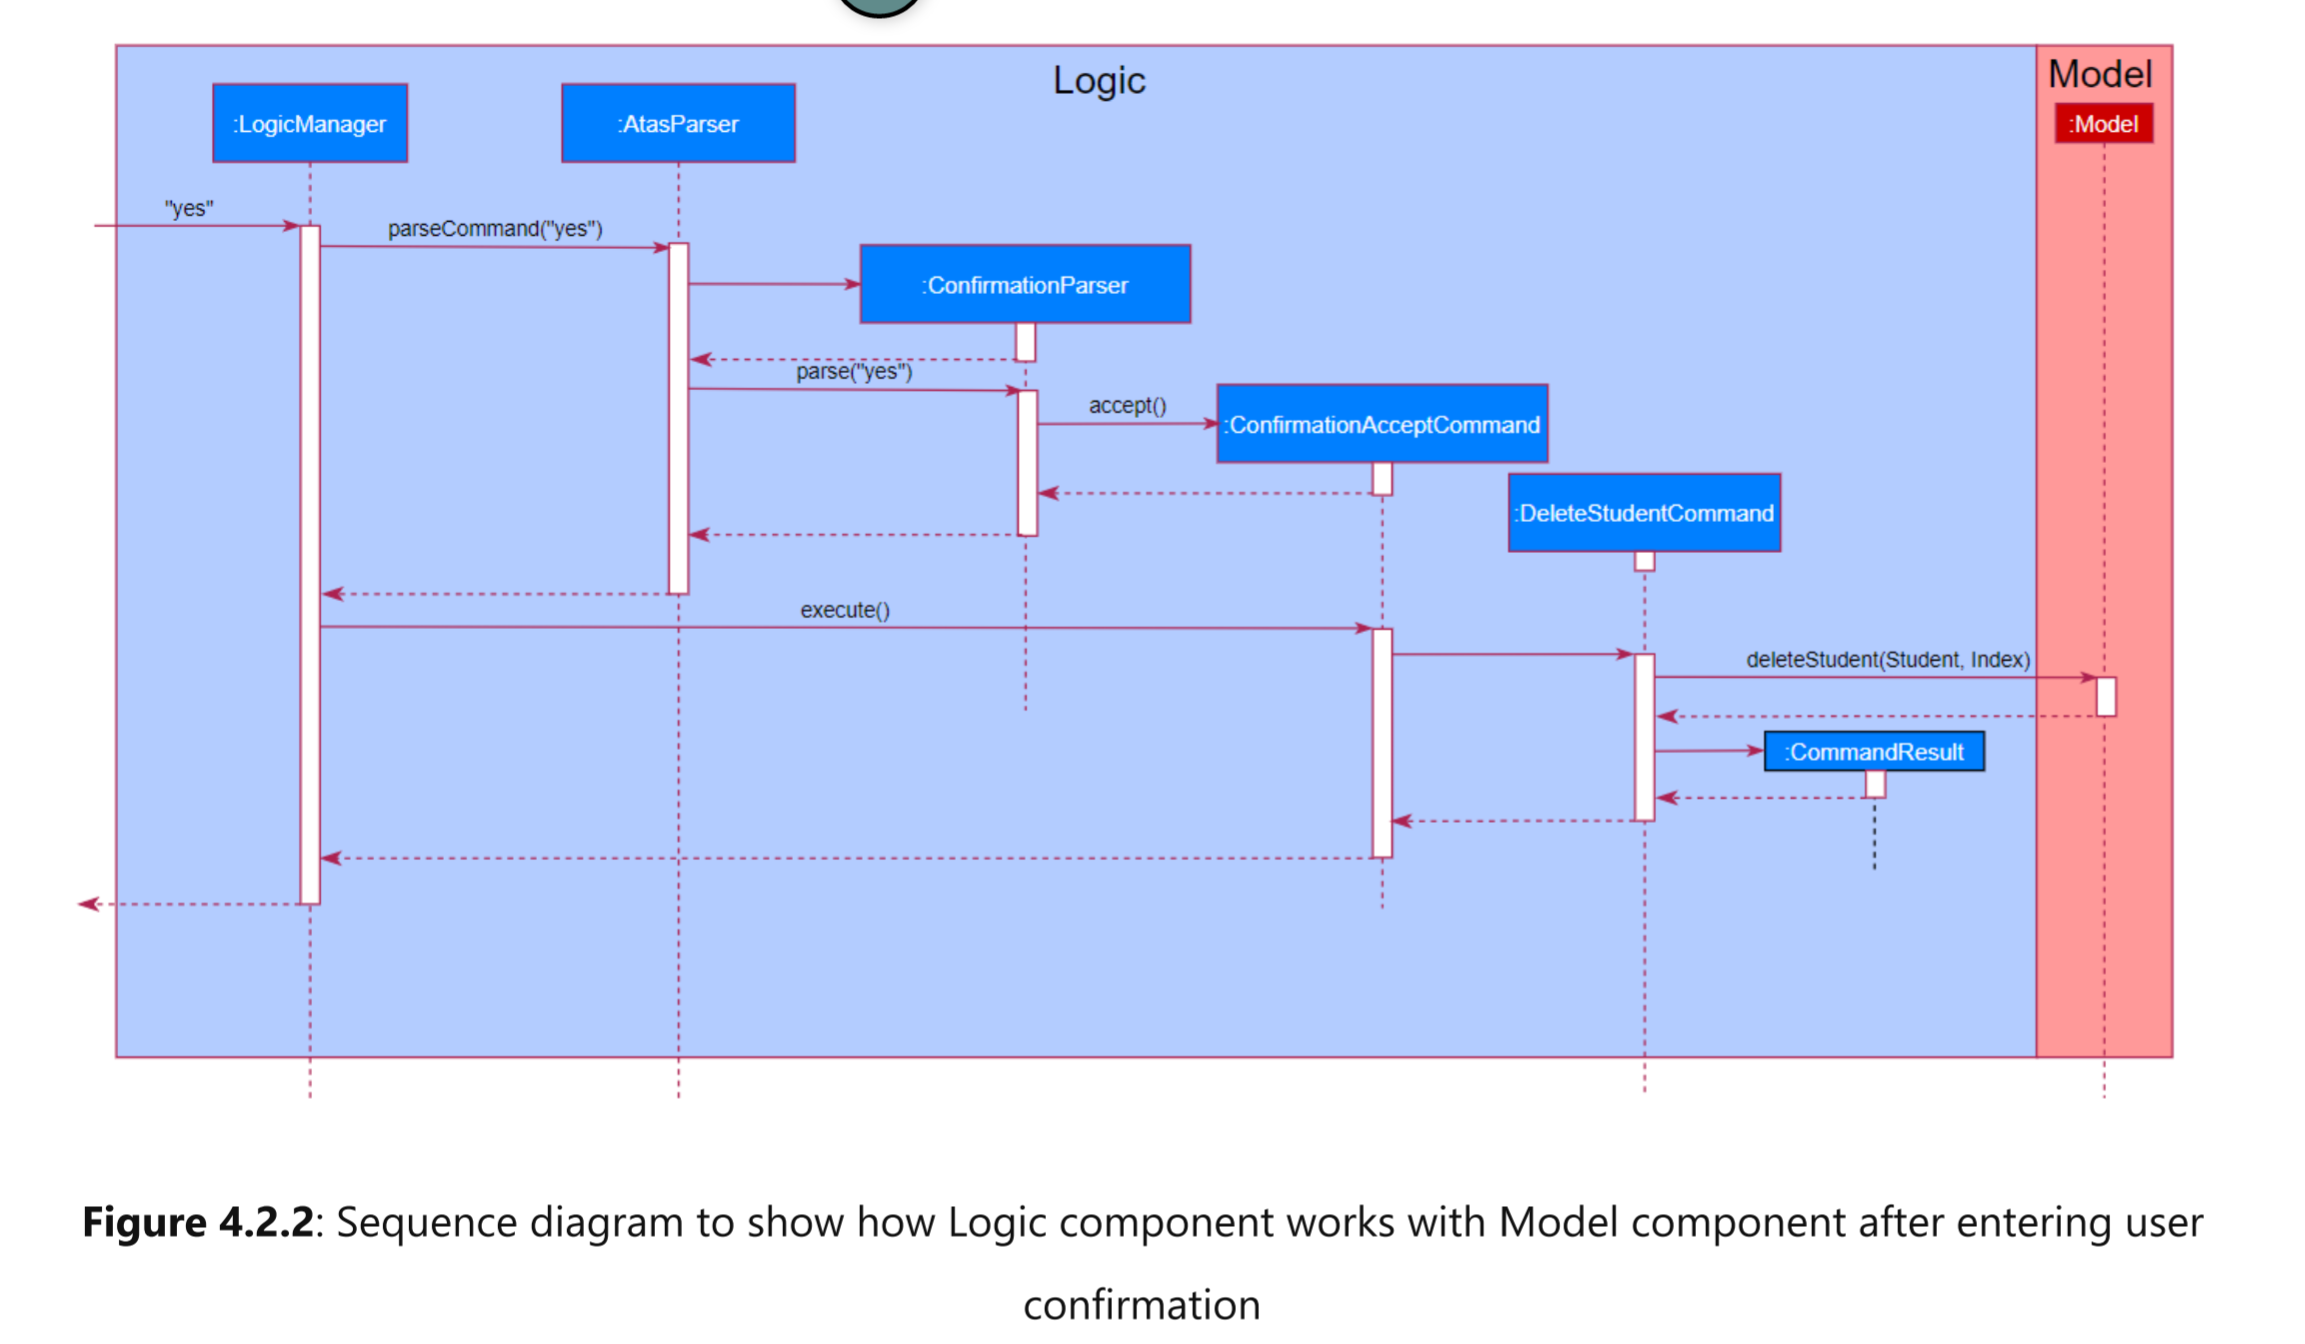 Logic
Model
:LogicManager
:AtasParser
:Model
"yes"
parseCommand("yes")
:ConfirmationParser
parse("yes")
accept()
:ConfirmationAcceptCommand
:DeleteStudentCommand
execute()
deleteStudent(Student, Index)
:CommandResult
Figure 4.2.2: Sequence diagram to show how Logic component works with Model component after entering user
confirmation